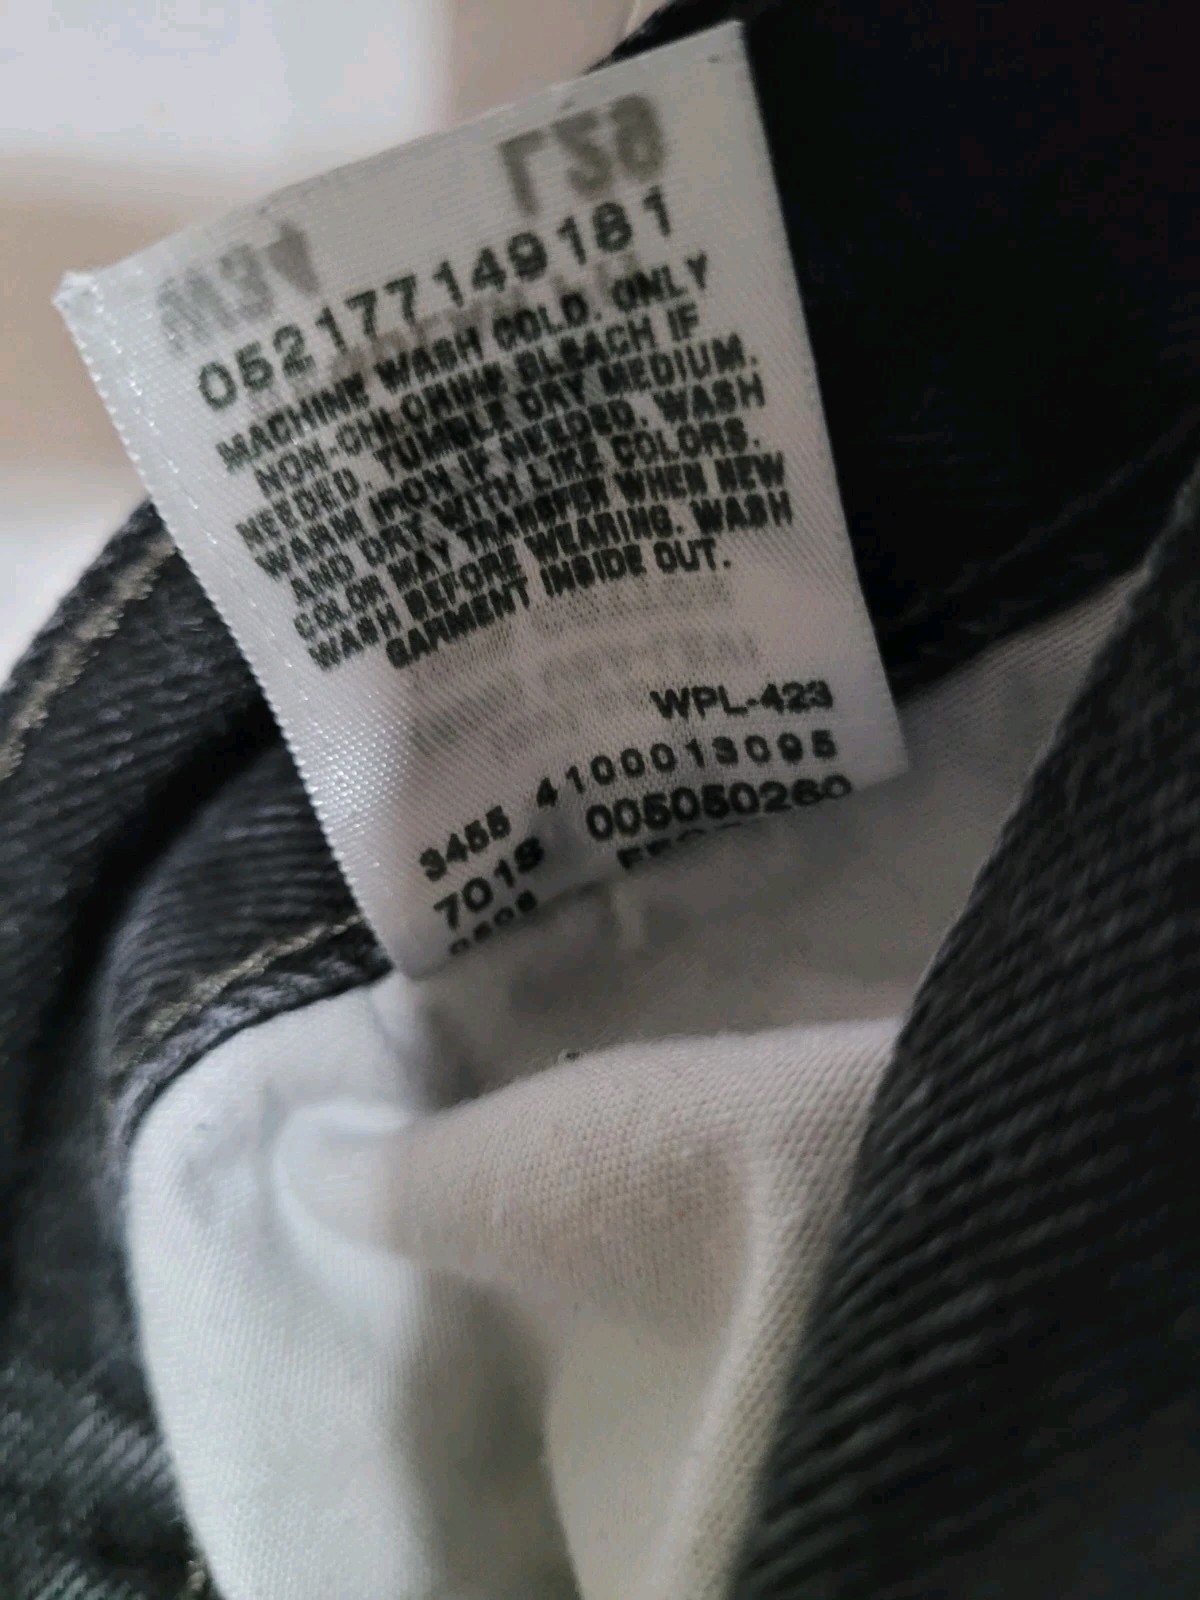 052177149181
MACHINE WASH COLD. ONLY
NON-CHLORINE BLEACH IF
NEEDED. TUMBLE DRY MEDIUM.
WARM IRON IF NEEDED. WASH
AND DRY WITH LIKE COLORS.
COLOR MAY TRANSFER WHEN NEW
WASH BEFORE WEARING. WASH
GARMENT INSIDE OUT.
WPL-423
3455 4100013095
7018 005050260